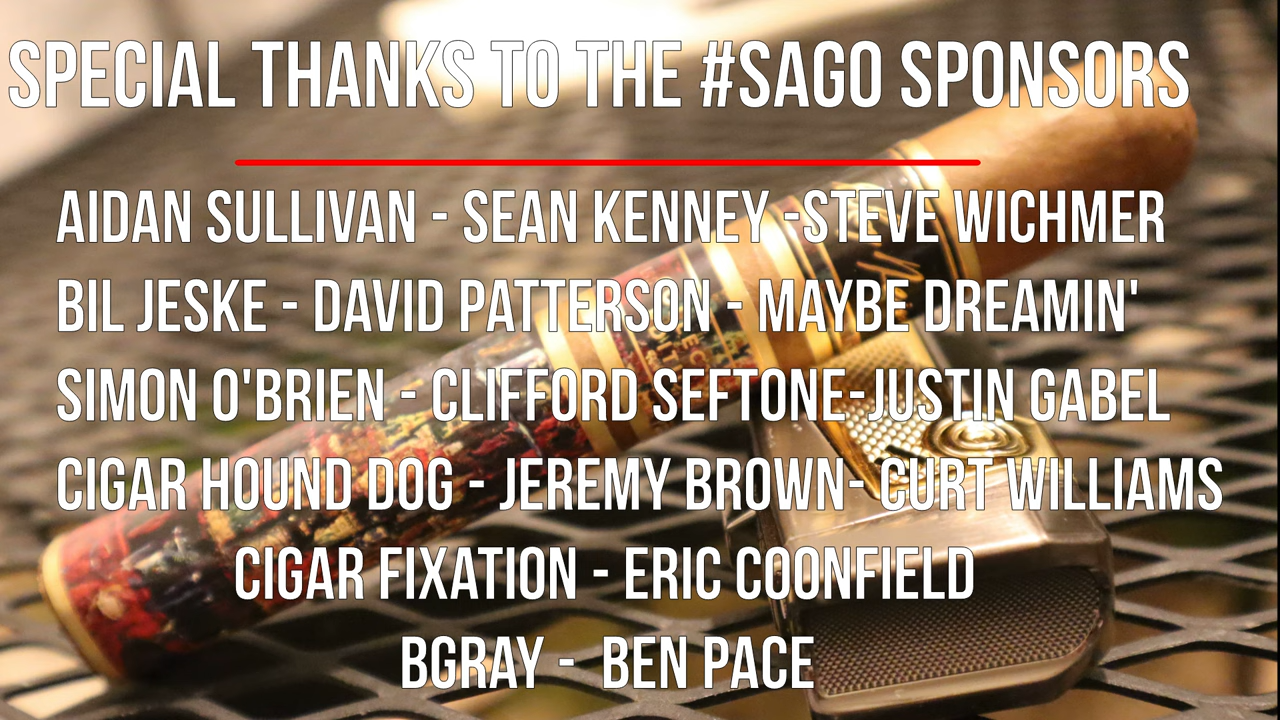 SPECIAL THANKS TO THE #SAGO SPONSORS
AIDAN SULLIVAN - SEAN KENNEY -STEVE WICHMER
BIL JESKE - DAVID PATTERSON - MAYBE DREAMIN'
SIMON O'BRIEN - CLIFFORD SEFTONE-JUSTIN GABEL
CIGAR HOUND DOG - JEREMY BROWN- CURT WILLIAMS
CIGAR FIXATION - ERIC COONFIELD
BGRAY - BEN PACE